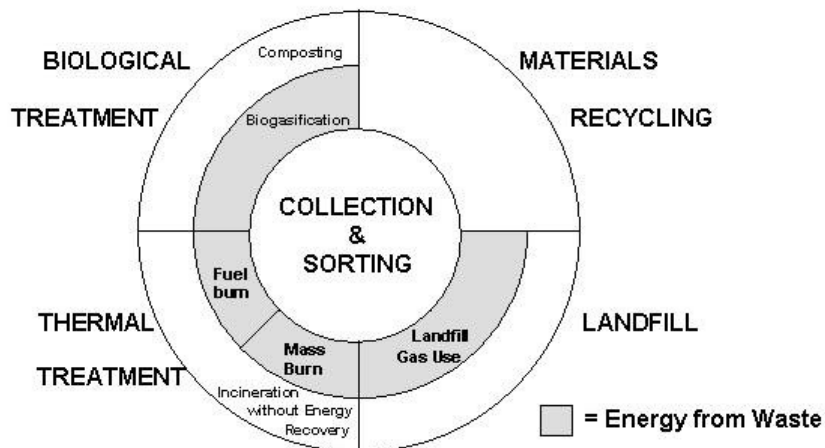 BIOLOGICAL
TREATMENT
Composting
Biogasification
MATERIALS
RECYCLING
COLLECTION
&
SORTING
THERMAL
TREATMENT
Fuel
burn
Mass
Burn
Incineration
without Energy
Recovery
Landfill
Gas Use
LANDFILL
= Energy from Waste